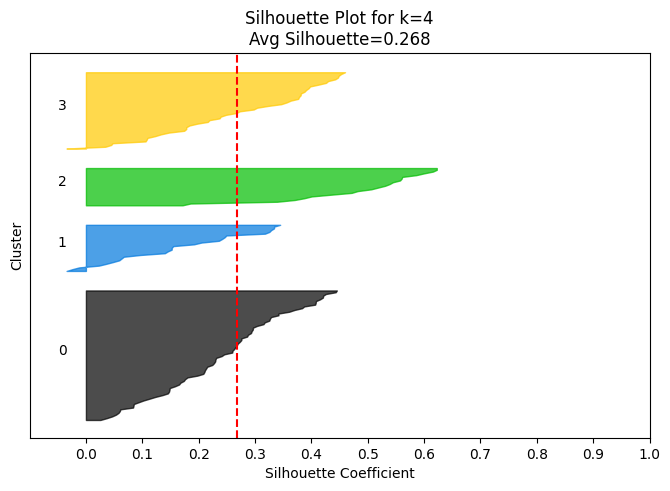 Silhouette Plot for k=4
Avg Silhouette=0.268
Cluster
3
2
1
0
0.0 0.1 0.2 0.3 0.4 0.5 0.6 0.7 0.8 0.9 1.0
Silhouette Coefficient